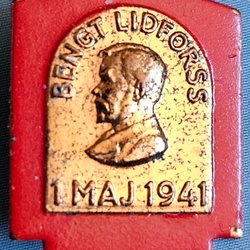 BENGT LIDFORSS
1 MAJ 1941